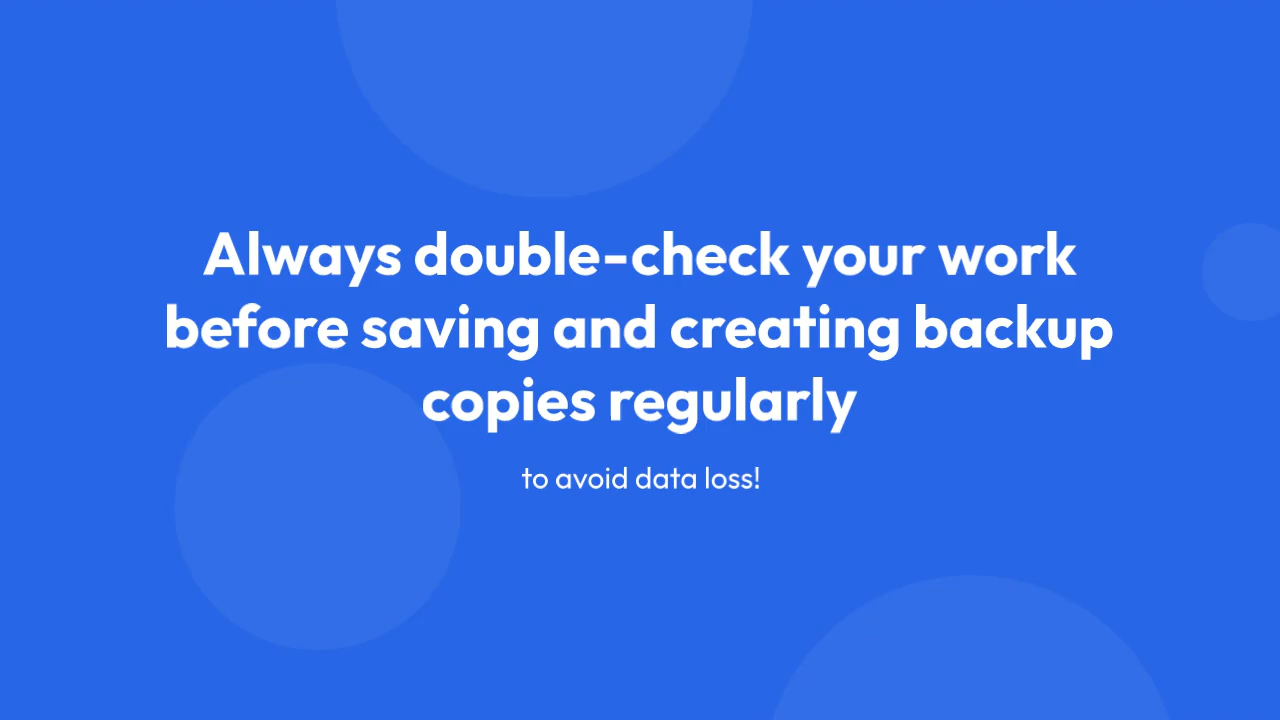 Always double-check your work
before saving and creating backup
copies regularly
to avoid data loss!